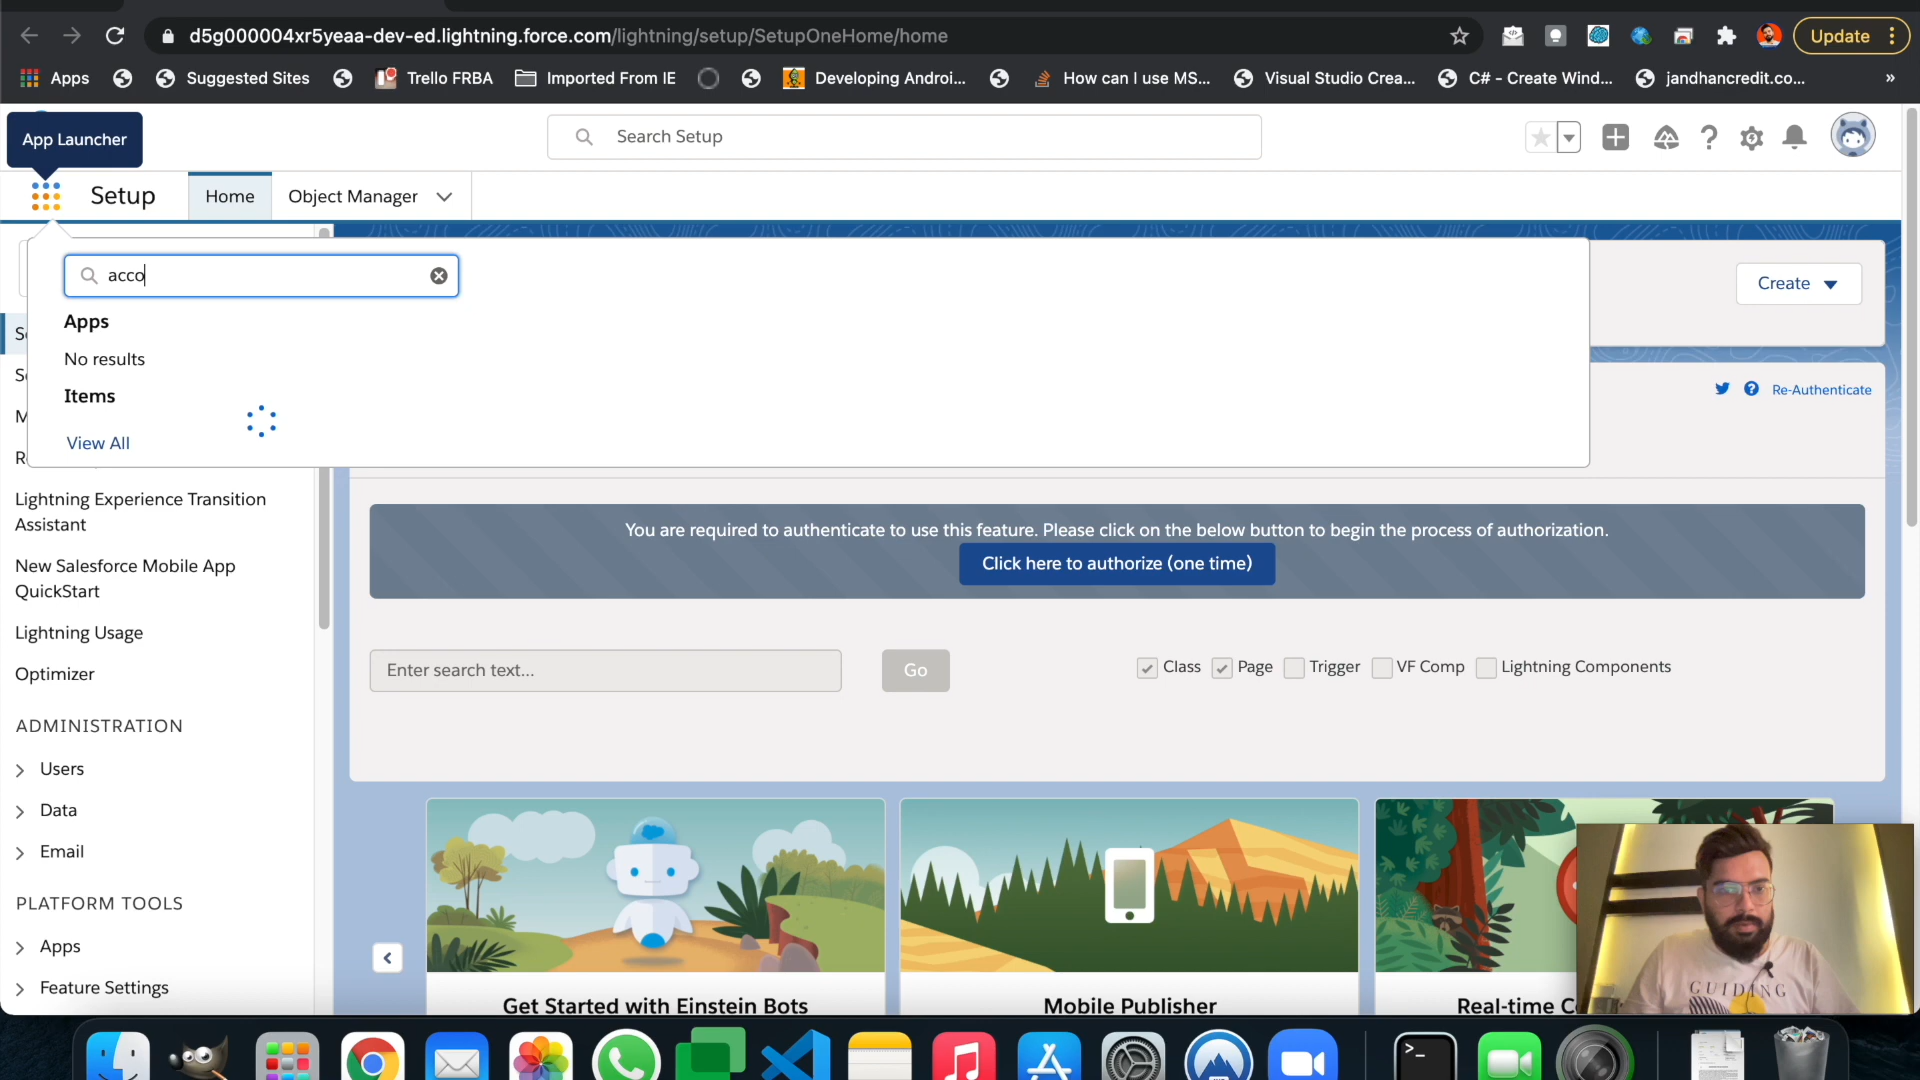 d5g000004xr5yeaa-dev-ed.lightning.force.com/lightning/setup/SetupOneHome/home
Update
Apps
Suggested Sites
Trello FRBA
Imported From IE
Developing Androi...
How can I use MS...
Visual Studio Crea...
C# - Create Wind...
jandhancredit.co...
»
App Launcher
Search Setup
Setup
Home
Object Manager
acco
Apps
No results
Items
View All
Create
Re-Authenticate
Lightning Experience Transition
Assistant
New Salesforce Mobile App
QuickStart
Lightning Usage
Optimizer
ADMINISTRATION
Users
Data
Email
PLATFORM TOOLS
Apps
Feature Settings
You are required to authenticate to use this feature. Please click on the below button to begin the process of authorization.
Click here to authorize (one time)
Enter search text...
Go
Class
Page
Trigger
VF Comp
Lightning Components
Get Started with Einstein Bots
Mobile Publisher
Real-time
GUIDING